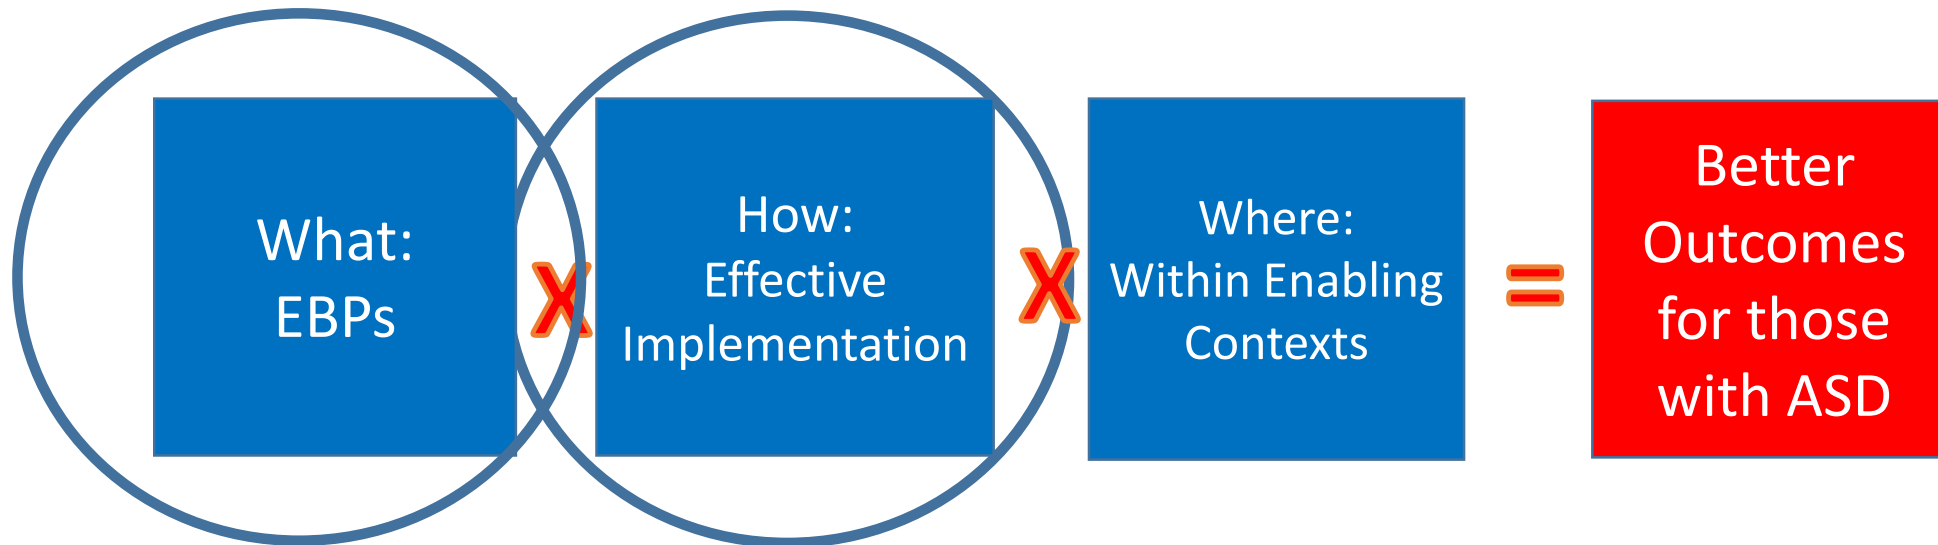 What:
EBPs
X
How:
Effective
Implementation
X
Where:
Within Enabling
Contexts
=
Better
Outcomes
for those
with ASD